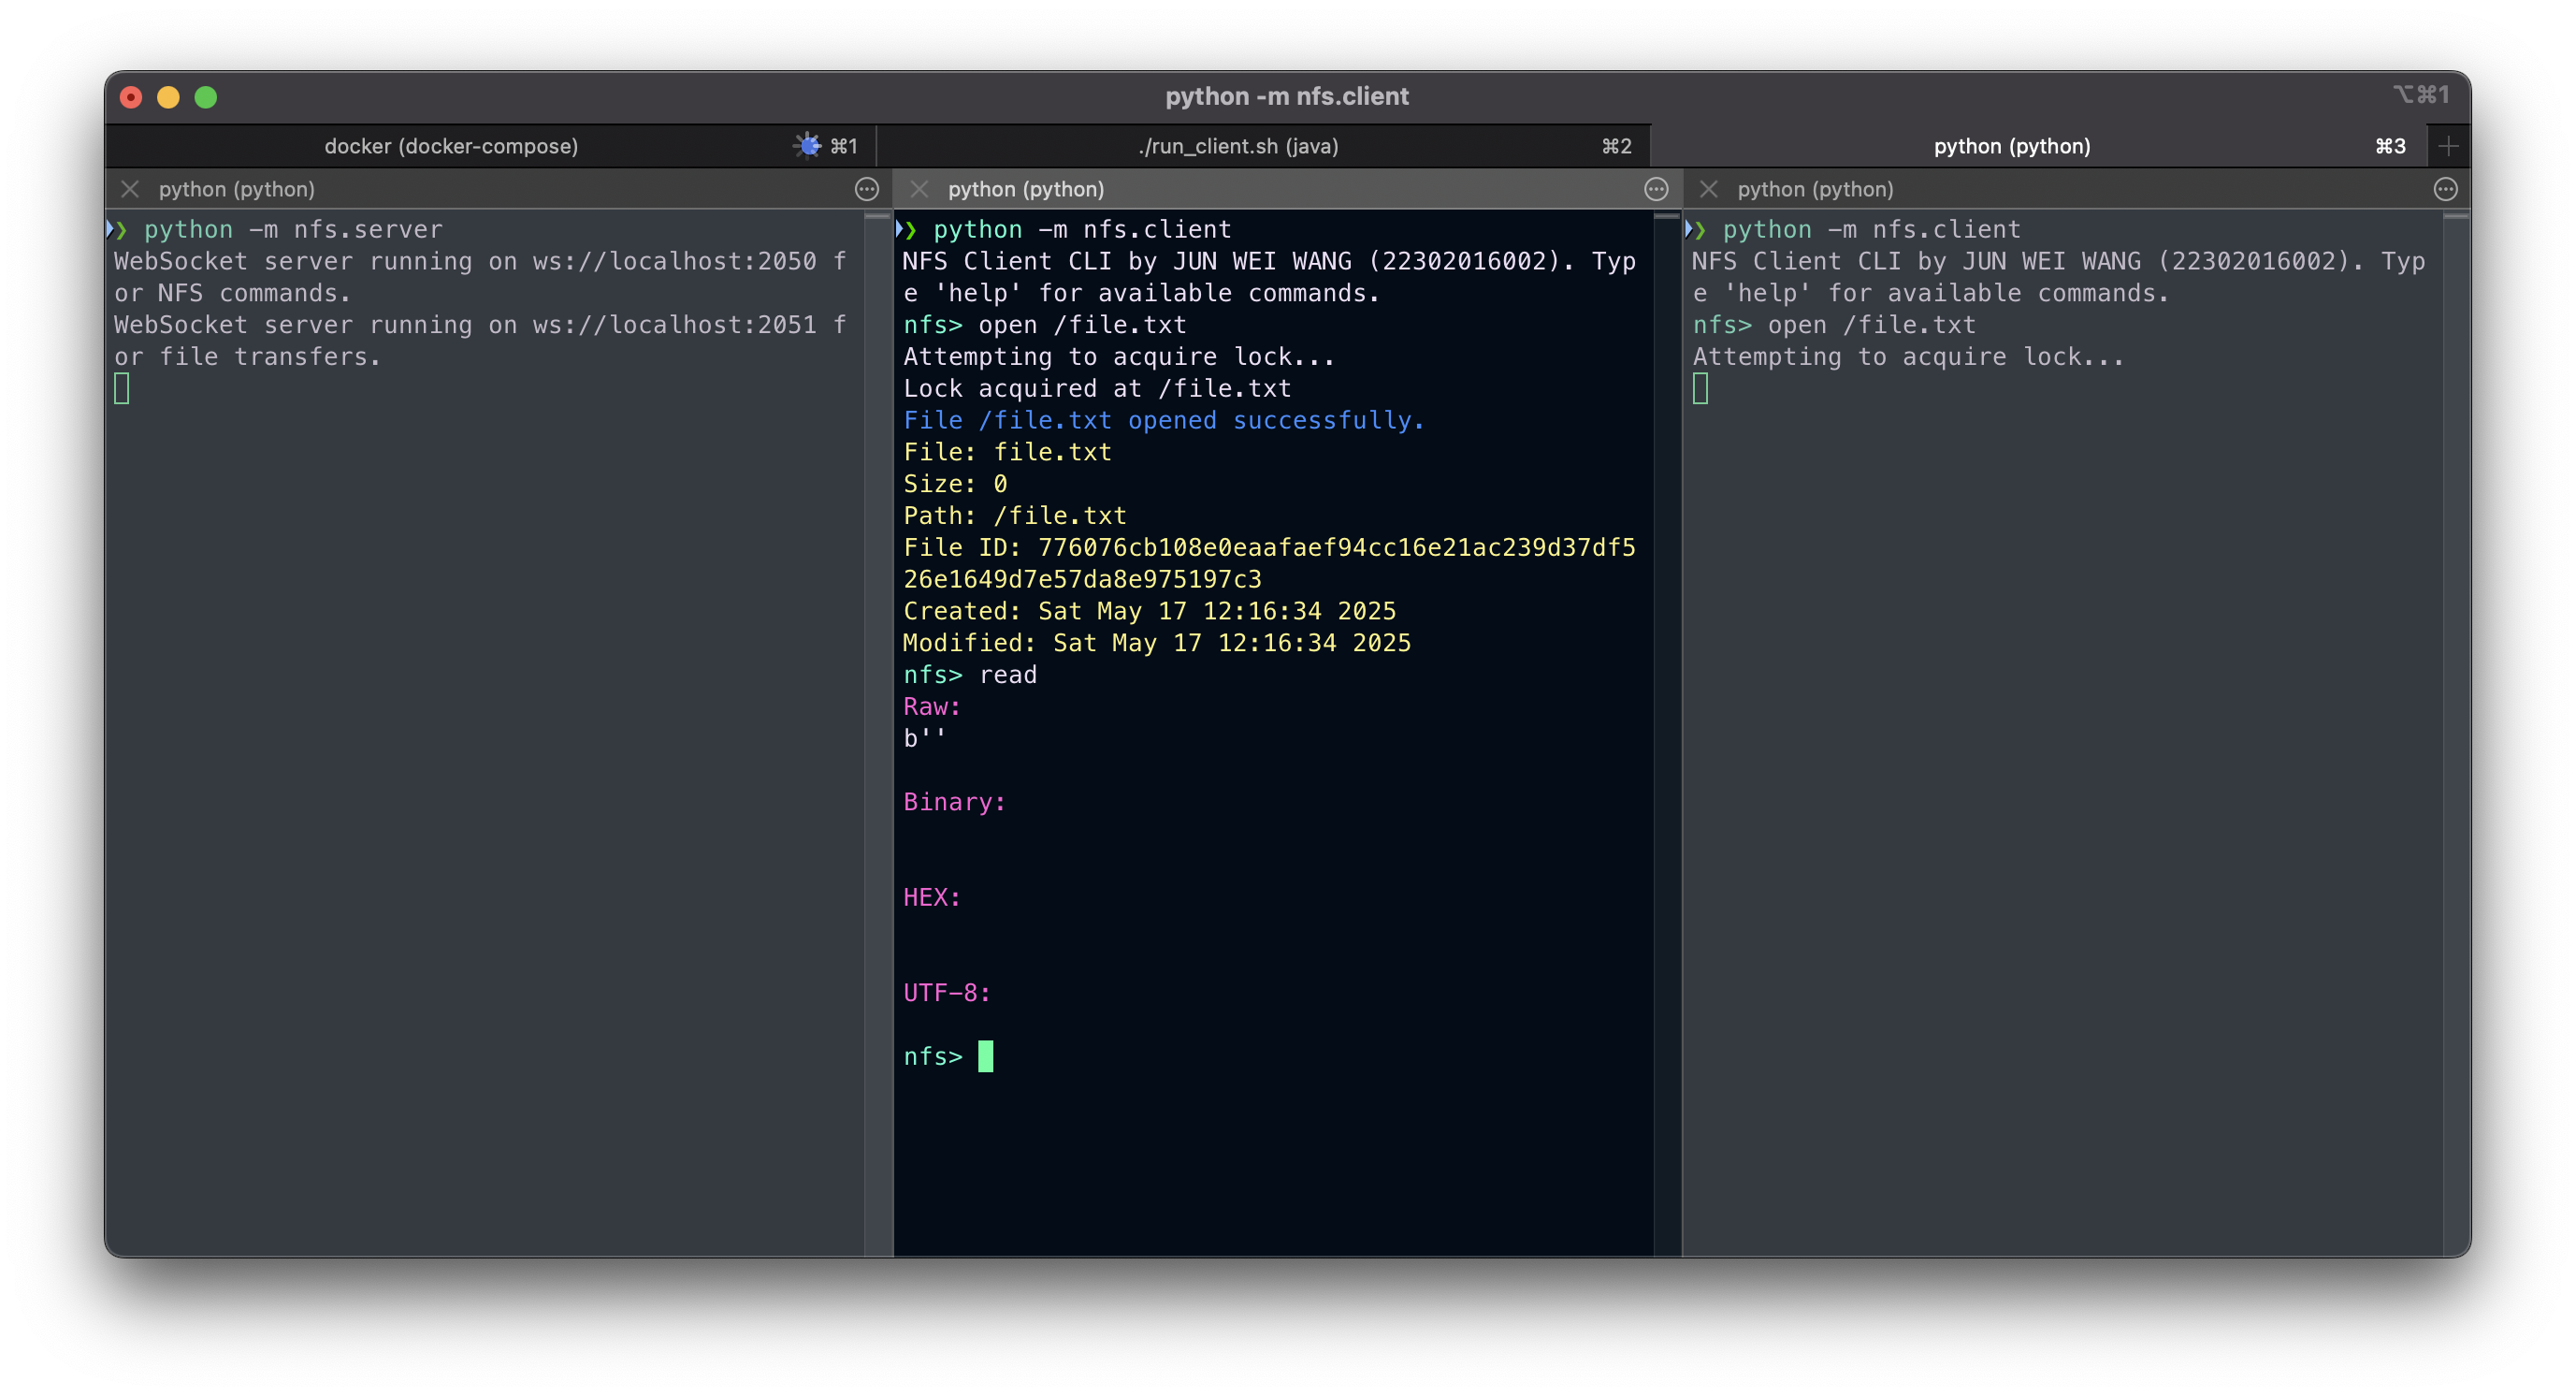 python -m nfs.client
⌥⌘1
docker (docker-compose) ⌘1
./run_client.sh (java) ⌘2
python (python) ⌘3
python (python)
❯ python -m nfs.server
WebSocket server running on ws://localhost:2050 f
or NFS commands.
WebSocket server running on ws://localhost:2051 f
or file transfers.
python (python)
❯ python -m nfs.client
NFS Client CLI by JUN WEI WANG (22302016002). Typ
e 'help' for available commands.
nfs> open /file.txt
Attempting to acquire lock...
Lock acquired at /file.txt
File /file.txt opened successfully.
File: file.txt
Size: 0
Path: /file.txt
File ID: 776076cb108e0eaafaef94cc16e21ac239d37df5
26e1649d7e57da8e975197c3
Created: Sat May 17 12:16:34 2025
Modified: Sat May 17 12:16:34 2025
nfs> read
Raw:
b''
Binary:
HEX:
UTF-8:
nfs>
python (python)
❯ python -m nfs.client
NFS Client CLI by JUN WEI WANG (22302016002). Typ
e 'help' for available commands.
nfs> open /file.txt
Attempting to acquire lock...